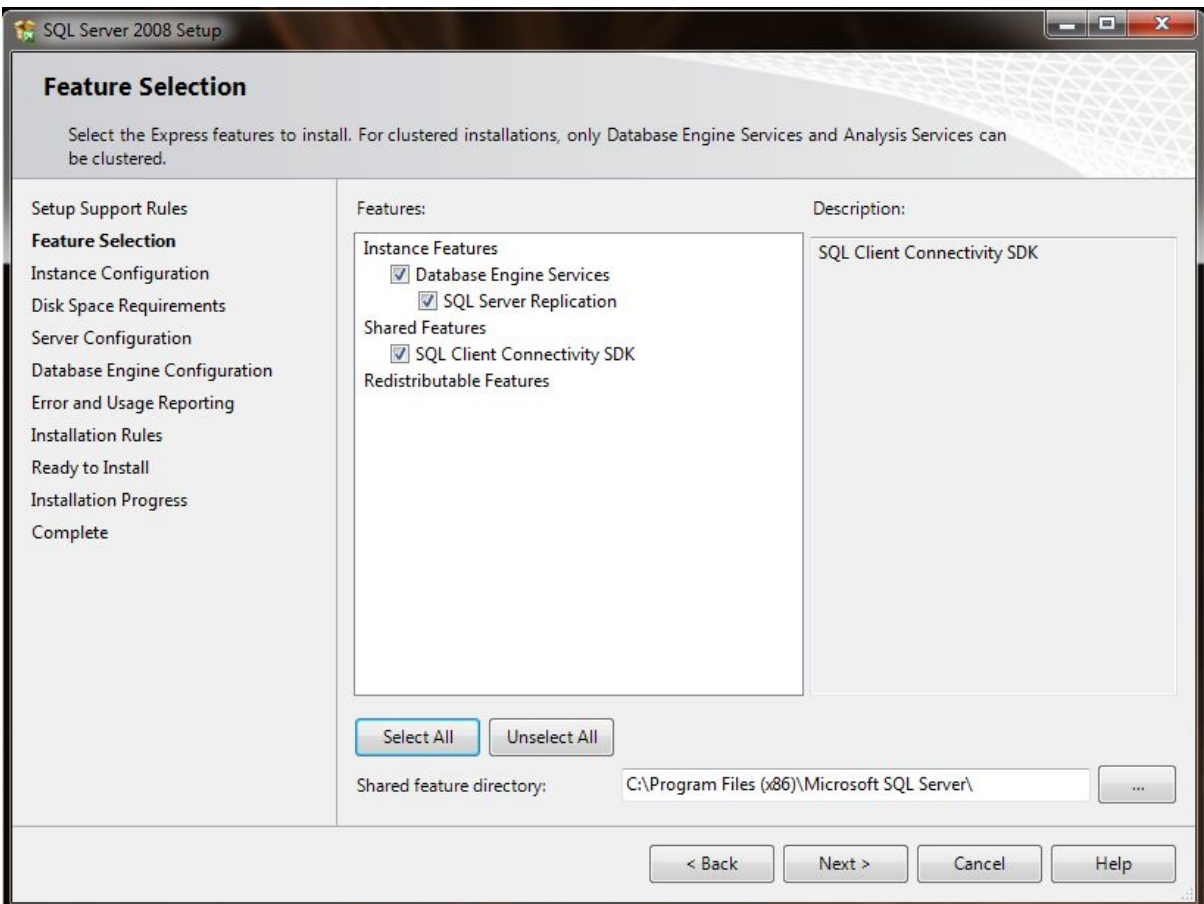 SQL Server 2008 Setup
Feature Selection
Select the Express features to install. For clustered installations, only Database Engine Services and Analysis Services can
be clustered.
Setup Support Rules
Feature Selection
Instance Configuration
Disk Space Requirements
Server Configuration
Database Engine Configuration
Error and Usage Reporting
Installation Rules
Ready to Install
Installation Progress
Complete
Features:
Instance Features
Database Engine Services
SQL Server Replication
Shared Features
SQL Client Connectivity SDK
Redistributable Features
Description:
SQL Client Connectivity SDK
Select All
Unselect All
Shared feature directory:
C:\Program Files (x86)\Microsoft SQL Server\
...
< Back
Next >
Cancel
Help